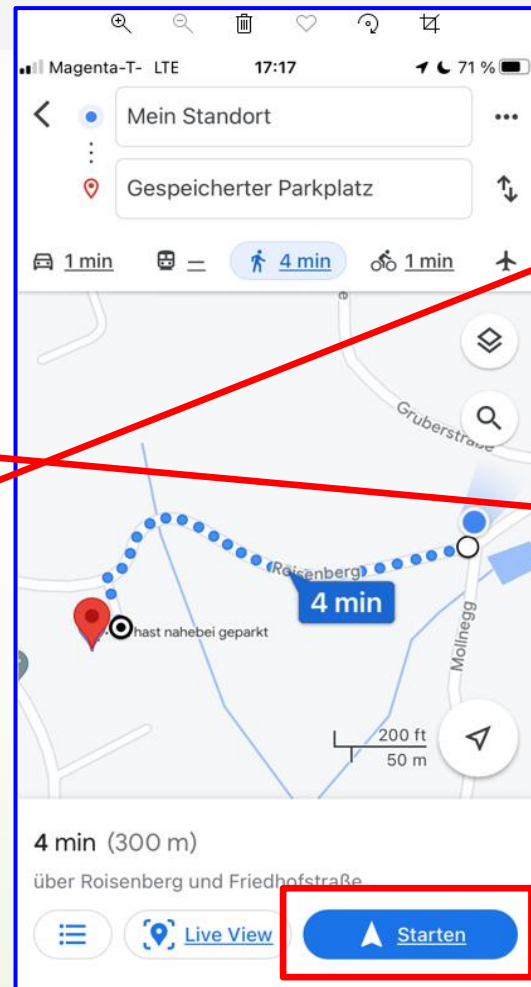 Magenta-T- LTE 17:17 71 %
Mein Standort
Gespeicherter Parkplatz
1 min — 4 min 1 min
Gruberstraße
Roisenberg
4 min
hast nahebei geparkt
Mollnegg
200 ft
50 m
4 min (300 m)
über Roisenberg und Friedhofstraße
Live View
Starten